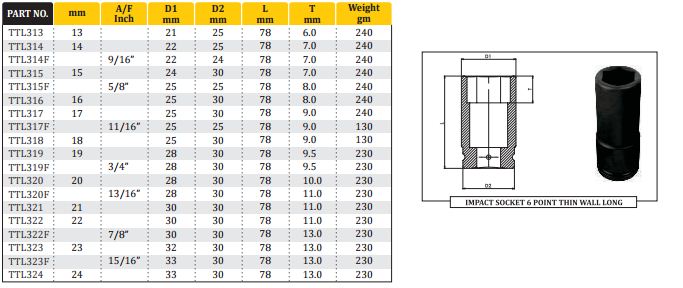 PART NO. mm A/F Inch D1 mm D2 mm L mm T mm Weight gm
TTL313 13 21 25 78 6.0 240
TTL314 14 22 25 78 7.0 240
TTL314F 9/16" 22 24 78 7.0 240
TTL315 15 24 30 78 7.0 240
TTL315F 5/8" 25 25 78 8.0 240
TTL316 16 25 30 78 8.0 240
TTL317 17 25 30 78 9.0 240
TTL317F 11/16" 25 25 78 9.0 130
TTL318 18 25 30 78 9.0 130
TTL319 19 28 30 78 9.5 230
TTL319F 3/4" 28 30 78 9.5 230
TTL320 20 28 30 78 10.0 230
TTL320F 13/16" 28 30 78 11.0 230
TTL321 21 30 30 78 11.0 230
TTL322 22 30 30 78 11.0 230
TTL322F 7/8" 30 30 78 13.0 230
TTL323 23 32 30 78 13.0 230
TTL323F 15/16" 33 30 78 13.0 230
TTL324 24 33 30 78 13.0 230
D1
T
L
D2
IMPACT SOCKET 6 POINT THIN WALL LONG